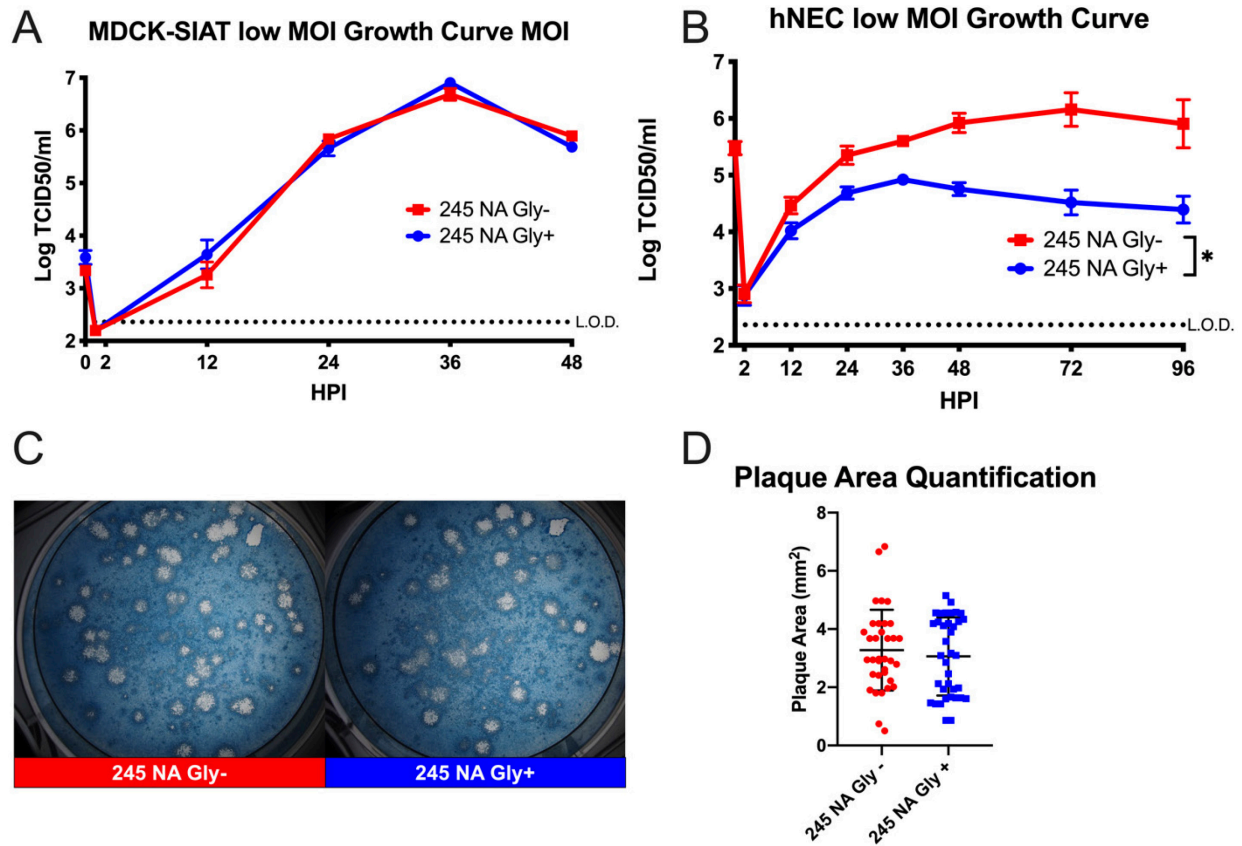 A
MDCK-SIAT low MOI Growth Curve MOI
Log TCID50/ml
7
6
5
4
3
2
245 NA Gly-
245 NA Gly+
L.O.D.
0 2 12 24 36 48
HPI
B
hNEC low MOI Growth Curve
Log TCID50/ml
7
6
5
4
3
2
245 NA Gly-
245 NA Gly+
*
L.O.D.
2 12 24 36 48 72 96
HPI
C
245 NA Gly-
245 NA Gly+
D
Plaque Area Quantification
Plaque Area (mm²)
8
6
4
2
0
245 NA Gly -
245 NA Gly +